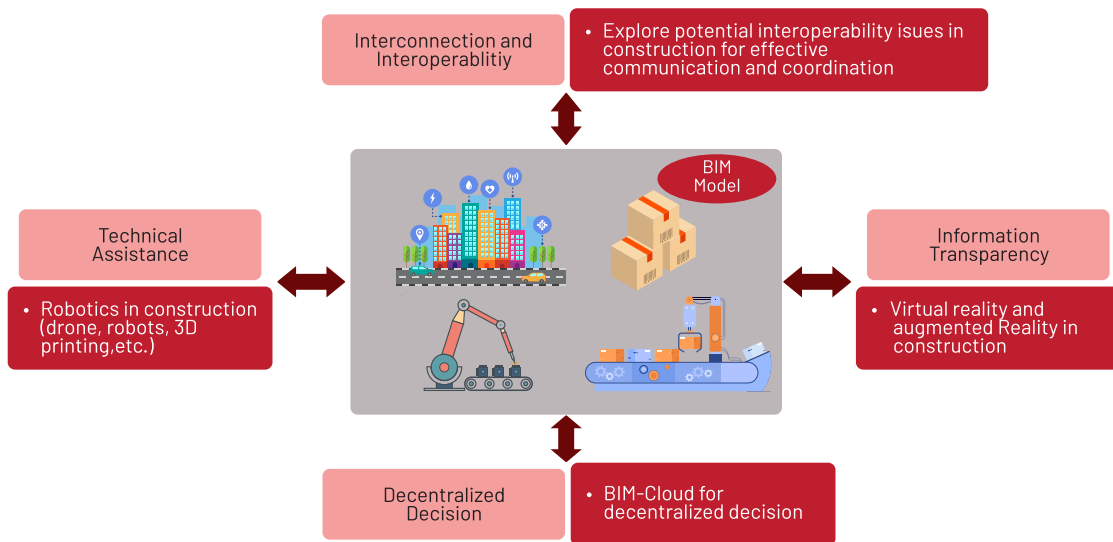 Interconnection and
Interoperablitiy
• Explore potential interoperability isues in
construction for effective
communication and coordination
BIM
Model
Technical
Assistance
• Robotics in construction
(drone, robots, 3D
printing,etc.)
Information
Transparency
• Virtual reality and
augmented Reality in
construction
Decentralized
Decision
• BIM-Cloud for
decentralized decision